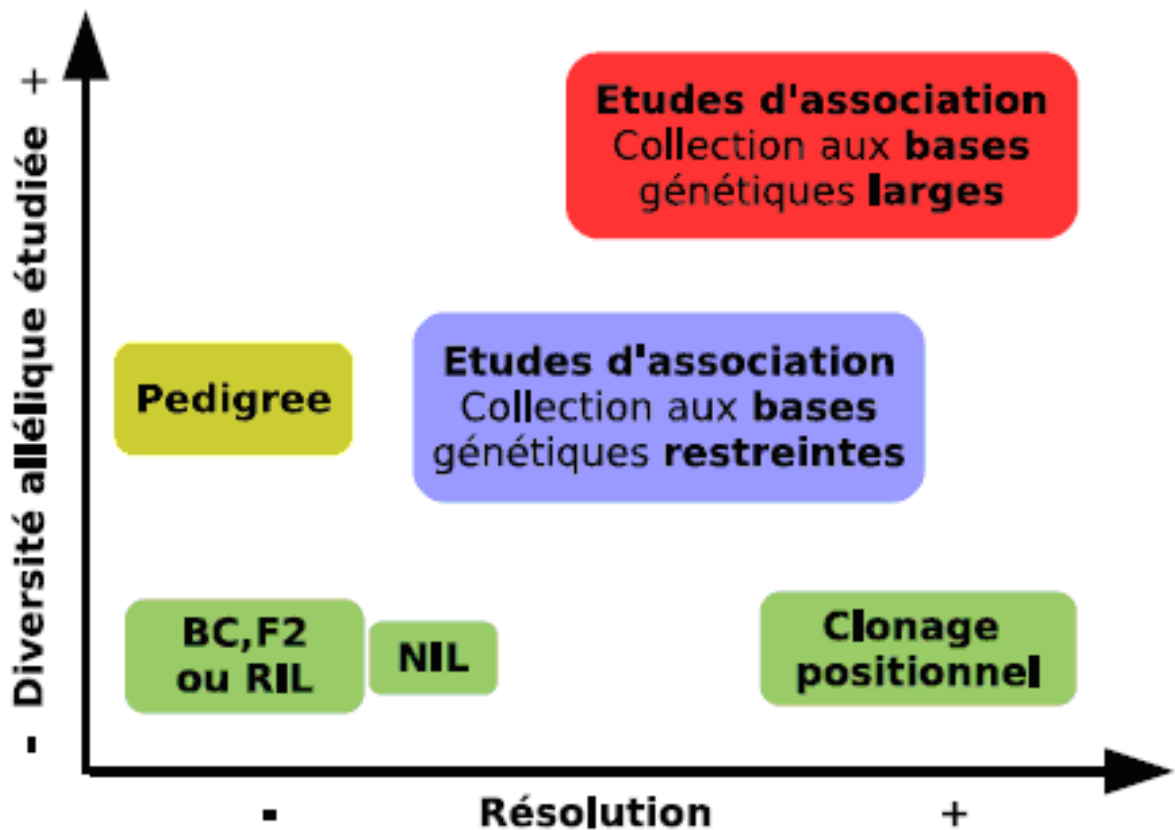 - Diversité allélique étudiée +
Etudes d'association
Collection aux bases
génétiques larges
Pedigree
Etudes d'association
Collection aux bases
génétiques restreintes
BC,F2
ou RIL
NIL
Clonage
positionnel
- Résolution +